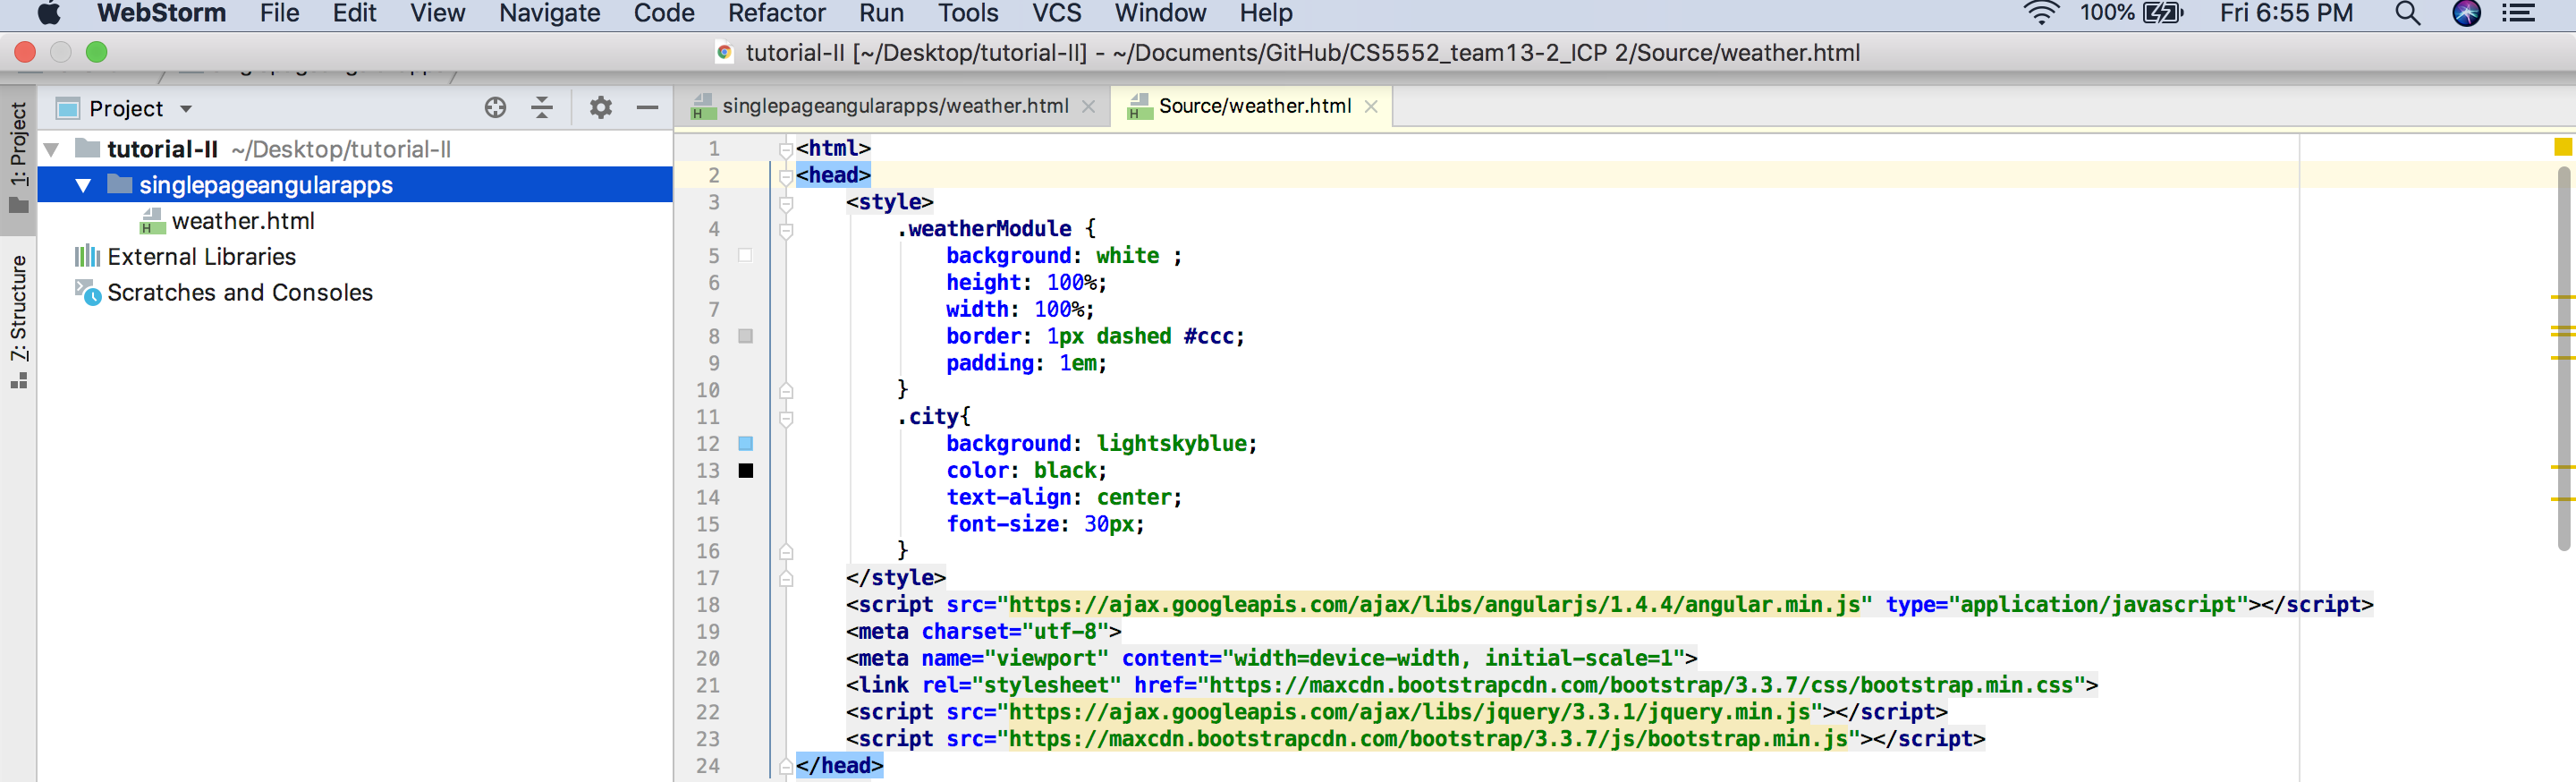 WebStorm File Edit View Navigate Code Refactor Run Tools VCS Window Help 100% Fri 6:55 PM
tutorial-II [~/Desktop/tutorial-II] - ~/Documents/GitHub/CS5552_team13-2_ICP 2/Source/weather.html
1: Project
7: Structure
Project
tutorial-II ~/Desktop/tutorial-II
singlepageangularapps
weather.html
External Libraries
Scratches and Consoles
singlepageangularapps/weather.html Source/weather.html
1 <html>
2 <head>
3 <style>
4 .weatherModule {
5 background: white ;
6 height: 100%;
7 width: 100%;
8 border: 1px dashed #ccc;
9 padding: 1em;
10 }
11 .city{
12 background: lightskyblue;
13 color: black;
14 text-align: center;
15 font-size: 30px;
16 }
17 </style>
18 <script src="https://ajax.googleapis.com/ajax/libs/angularjs/1.4.4/angular.min.js" type="application/javascript"></script>
19 <meta charset="utf-8">
20 <meta name="viewport" content="width=device-width, initial-scale=1">
21 <link rel="stylesheet" href="https://maxcdn.bootstrapcdn.com/bootstrap/3.3.7/css/bootstrap.min.css">
22 <script src="https://ajax.googleapis.com/ajax/libs/jquery/3.3.1/jquery.min.js"></script>
23 <script src="https://maxcdn.bootstrapcdn.com/bootstrap/3.3.7/js/bootstrap.min.js"></script>
24 </head>